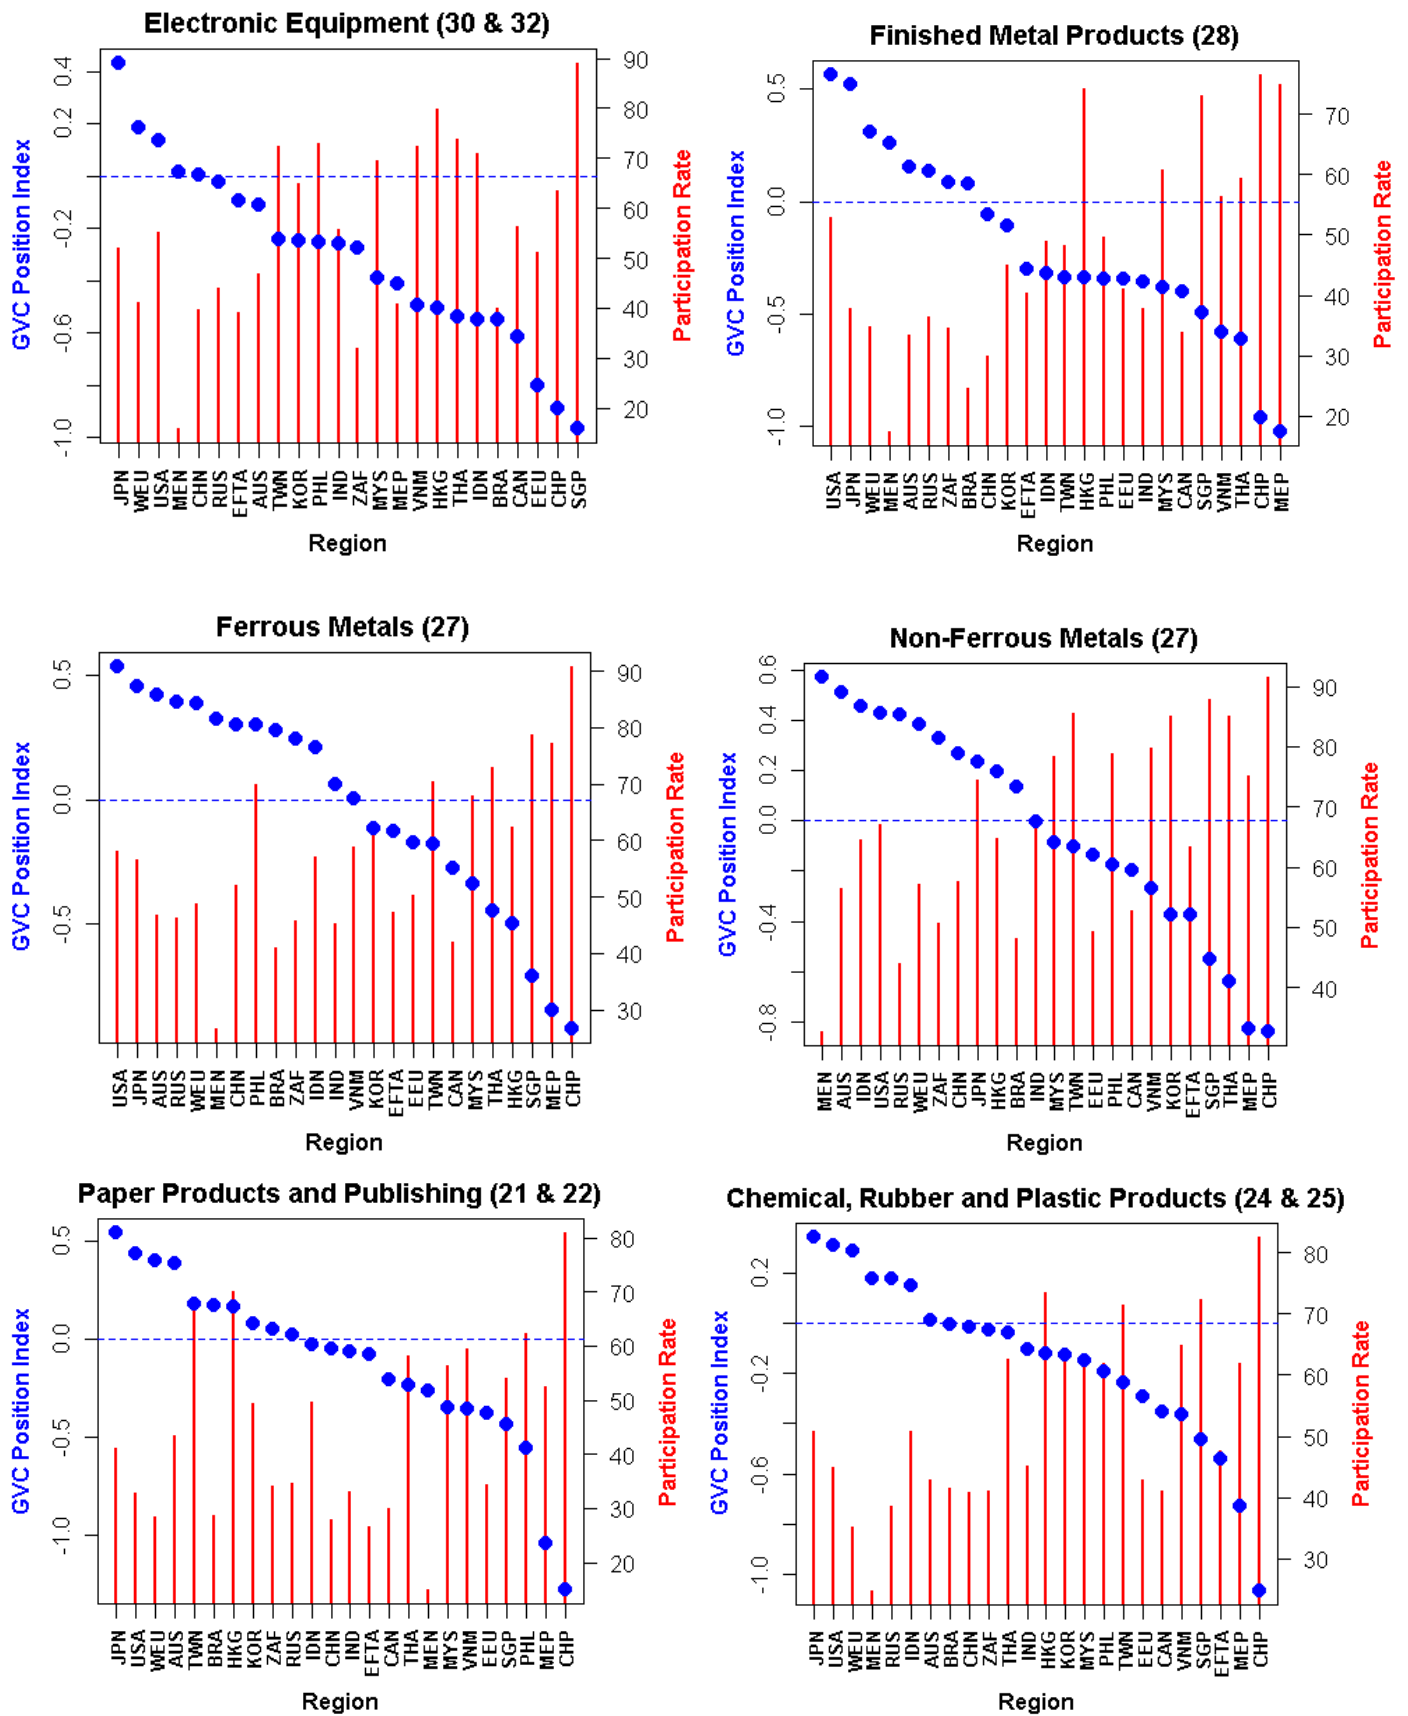 Electronic Equipment (30 & 32)
GVC Position Index
0.4
0.2
-0.2
-0.6
-1.0
90
80
70
60
50
40
30
20
Participation Rate
JPN WEU USA MEN CHN RUS EFTA AUS TWN KOR PHL IND ZAF MYS MEP VNM HKG THA IDN BRA CAN EEU CHP SGP
Region
Finished Metal Products (28)
GVC Position Index
0.5
0.0
-0.5
-1.0
70
60
50
40
30
20
Participation Rate
USA JPN WEU MEN AUS RUS ZAF BRA CHN KOR EFTA IDN TWN HKG PHL EEU IND MYS CAN SGP VNM THA CHP MEP
Region
Ferrous Metals (27)
GVC Position Index
0.5
0.0
-0.5
90
80
70
60
50
40
30
Participation Rate
USA JPN AUS RUS WEU MEN CHN PHL BRA ZAF IDN IND VNM KOR EFTA EEU TWN CAN MYS THA HKG SGP MEP CHP
Region
Non-Ferrous Metals (27)
GVC Position Index
0.6
0.4
0.2
0.0
-0.4
-0.8
90
80
70
60
50
40
Participation Rate
MEN AUS IDN USA RUS WEU ZAF CHN JPN HKG BRA IND MYS TWN EEU PHL CAN VNM KOR EFTA SGP THA MEP CHP
Region
Paper Products and Publishing (21 & 22)
GVC Position Index
0.5
0.0
-0.5
-1.0
80
70
60
50
40
30
20
Participation Rate
JPN USA WEU AUS TWN BRA HKG KOR ZAF RUS IDN CHN IND EFTA CAN THA MEN MYS VNM EEU SGP PHL MEP CHP
Region
Chemical, Rubber and Plastic Products (24 & 25)
GVC Position Index
0.2
-0.2
-0.6
-1.0
80
70
60
50
40
30
Participation Rate
JPN USA WEU MEN RUS IDN AUS BRA CHN ZAF THA IND HKG KOR MYS PHL TWN EEU CAN VNM SGP EFTA MEP CHP
Region